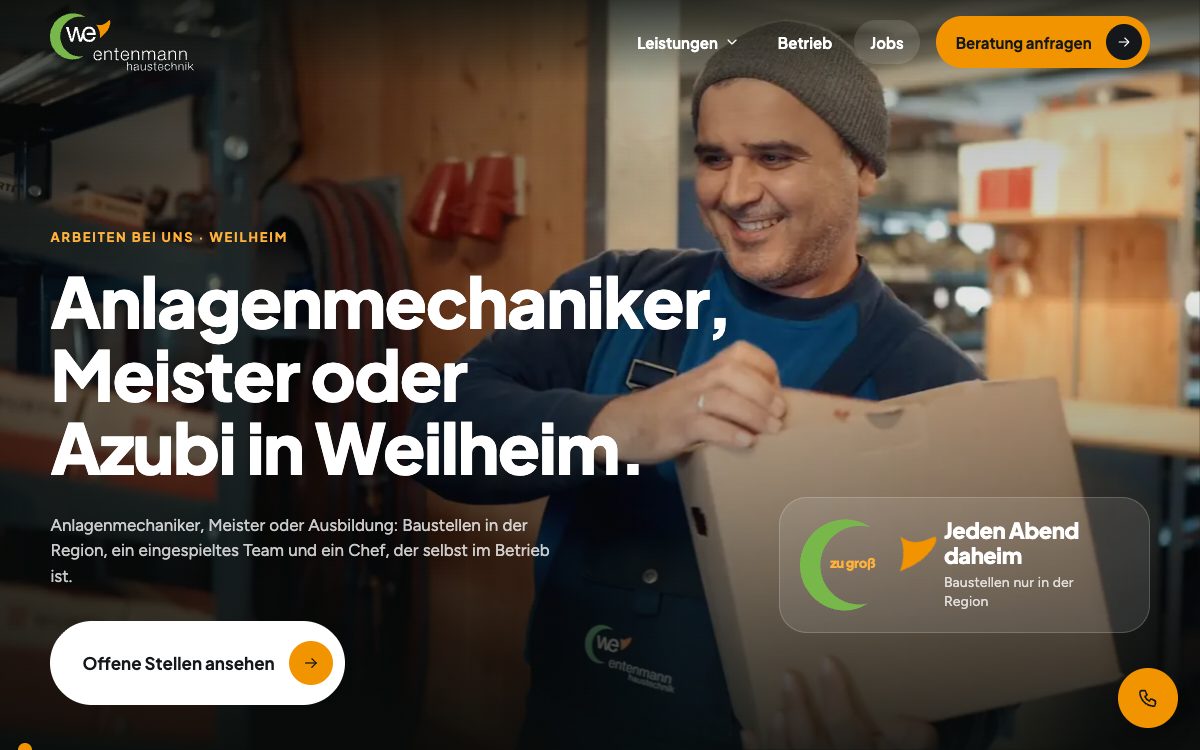 we
entenmann
haustechnik
Leistungen
Betrieb
Jobs
Beratung anfragen
ARBEITEN BEI UNS · WEILHEIM
Anlagenmechaniker,
Meister oder
Azubi in Weilheim.
Anlagenmechaniker, Meister oder Ausbildung: Baustellen in der
Region, ein eingespieltes Team und ein Chef, der selbst im Betrieb
ist.
Offene Stellen ansehen
zu groß
Jeden Abend
daheim
Baustellen nur in der
Region
we
entenmann
haustechnik